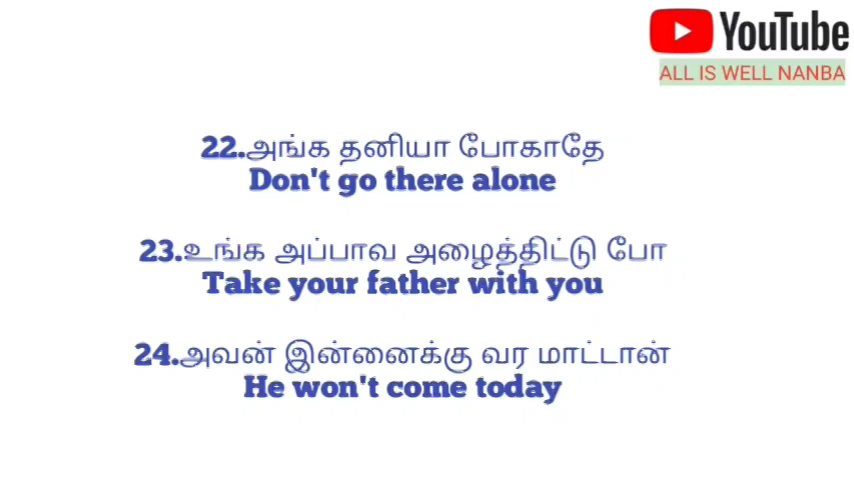 YouTube
ALL IS WELL NANBA
22.அங்க தனியா போகாதே
Don't go there alone
23.உங்க அப்பாவ அழைத்திட்டு போ
Take your father with you
24.அவன் இன்னைக்கு வர மாட்டான்
He won't come today